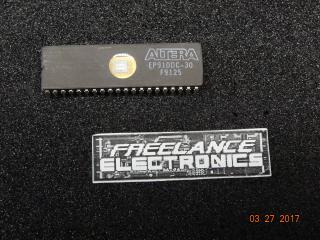 ALTERA
EP910DC-30
F9125
FREELANCE
ELECTRONICS
03 27 2017